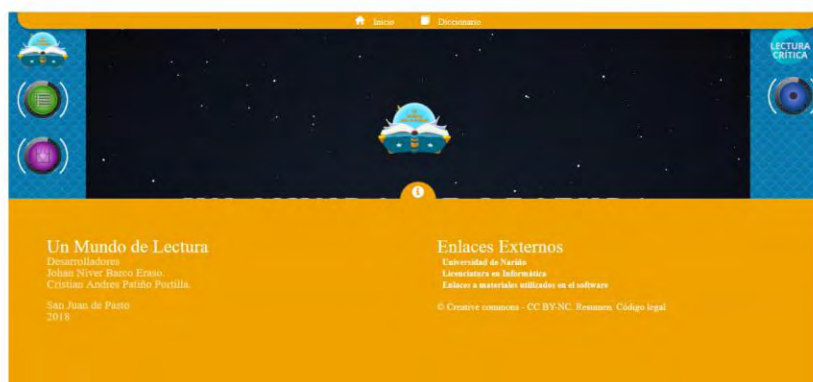 Inicio Diccionario
LECTURA
CRÍTICA
Un Mundo de Lectura
Desarrolladores
Johan Niver Barco Eraso.
Cristian Andres Patiño Portilla.
San Juan de Pasto
2018
Enlaces Externos
Universidad de Nariño
Licenciatura en Informática
Enlaces a materiales utilizados en el software
© Creative commons - CC BY-NC. Resumen. Código legal